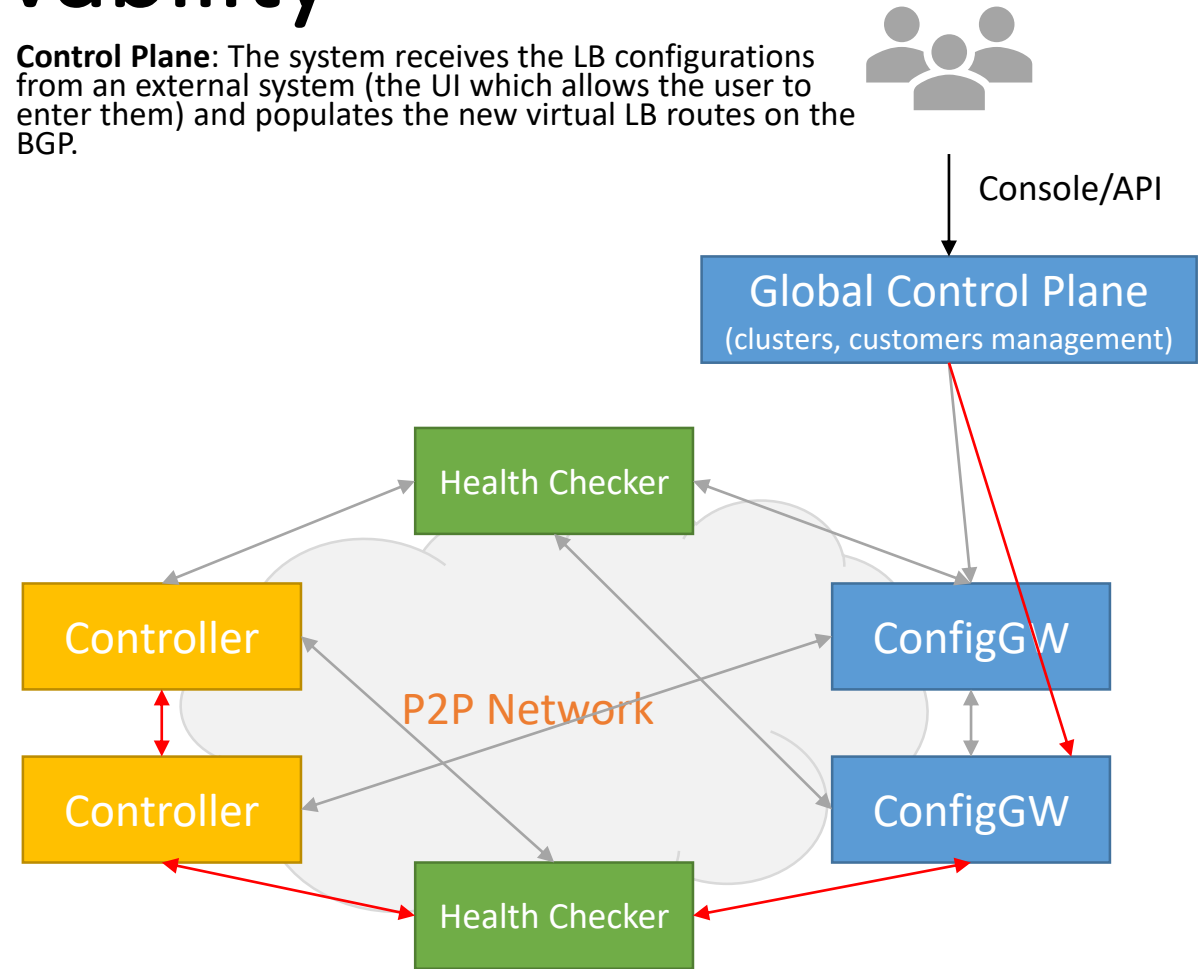 Control Plane: The system receives the LB configurations
from an external system (the UI which allows the user to
enter them) and populates the new virtual LB routes on the
BGP.
Console/API
Global Control Plane
(clusters, customers management)
Health Checker
Controller
ConfigGW
P2P Network
Controller
ConfigGW
Health Checker